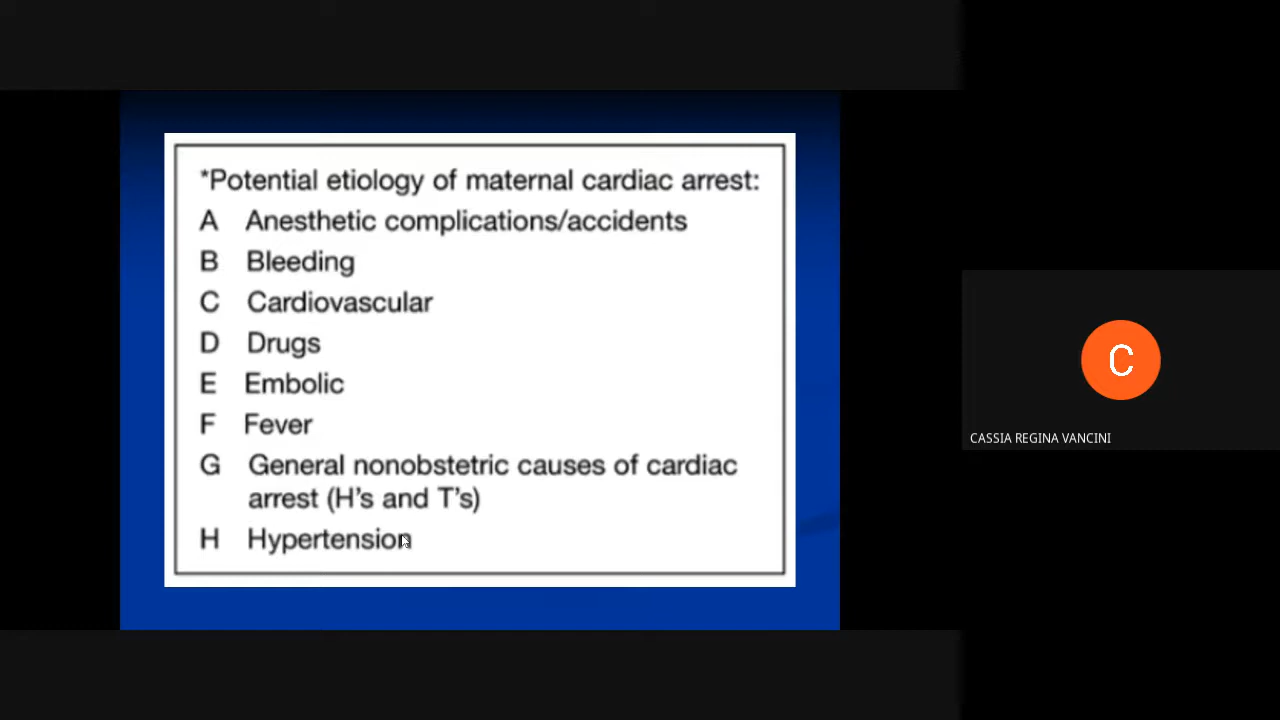 *Potential etiology of maternal cardiac arrest:
A Anesthetic complications/accidents
B Bleeding
C Cardiovascular
D Drugs
E Embolic
F Fever
G General nonobstetric causes of cardiac
arrest (H's and T's)
H Hypertension
C
CASSIA REGINA VANCINI